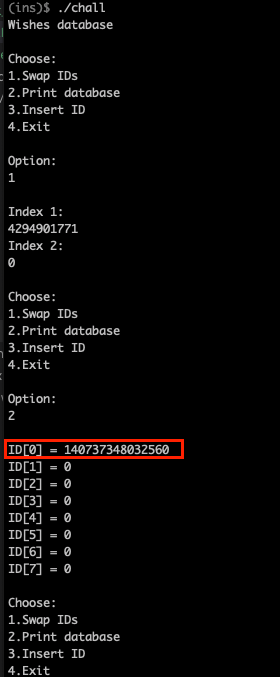 (ins)$ ./chall
Wishes database
Choose:
1.Swap IDs
2.Print database
3.Insert ID
4.Exit
Option:
1
Index 1:
4294901771
Index 2:
0
Choose:
1.Swap IDs
2.Print database
3.Insert ID
4.Exit
Option:
2
ID[0] = 140737348032560
ID[1] = 0
ID[2] = 0
ID[3] = 0
ID[4] = 0
ID[5] = 0
ID[6] = 0
ID[7] = 0
Choose:
1.Swap IDs
2.Print database
3.Insert ID
4.Exit